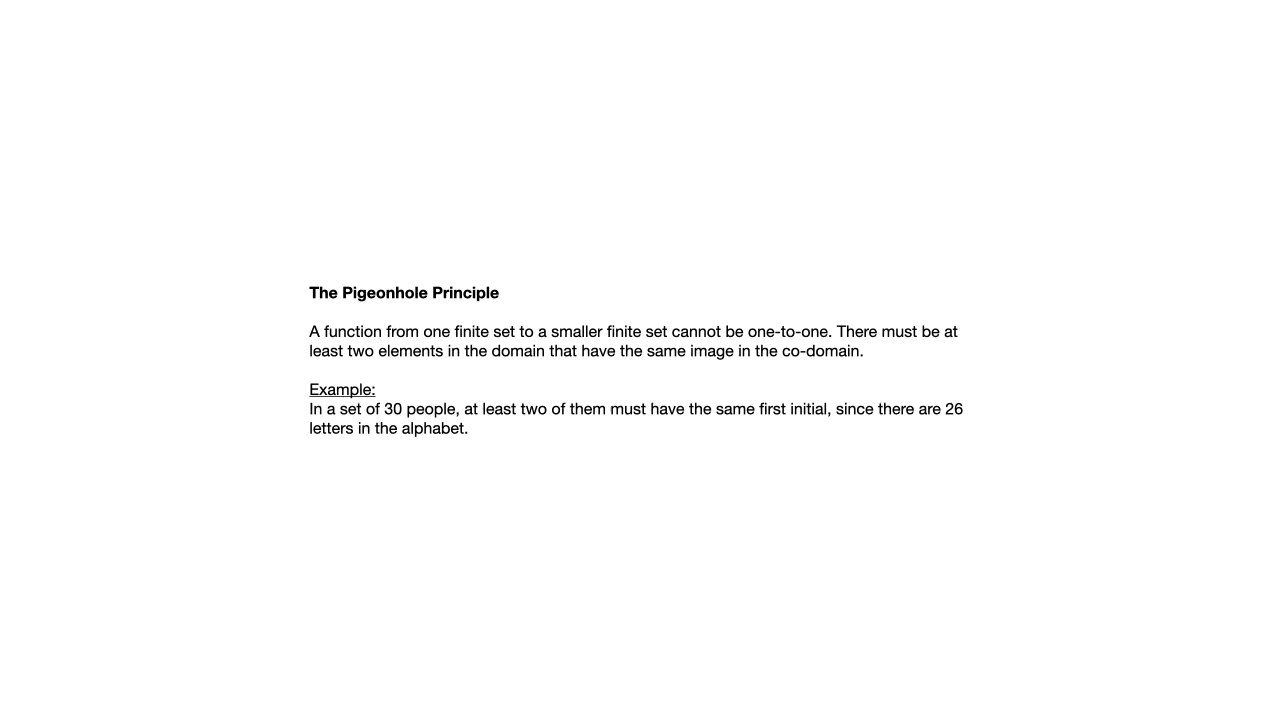 The Pigeonhole Principle
A function from one finite set to a smaller finite set cannot be one-to-one. There must be at
least two elements in the domain that have the same image in the co-domain.
Example:
In a set of 30 people, at least two of them must have the same first initial, since there are 26
letters in the alphabet.